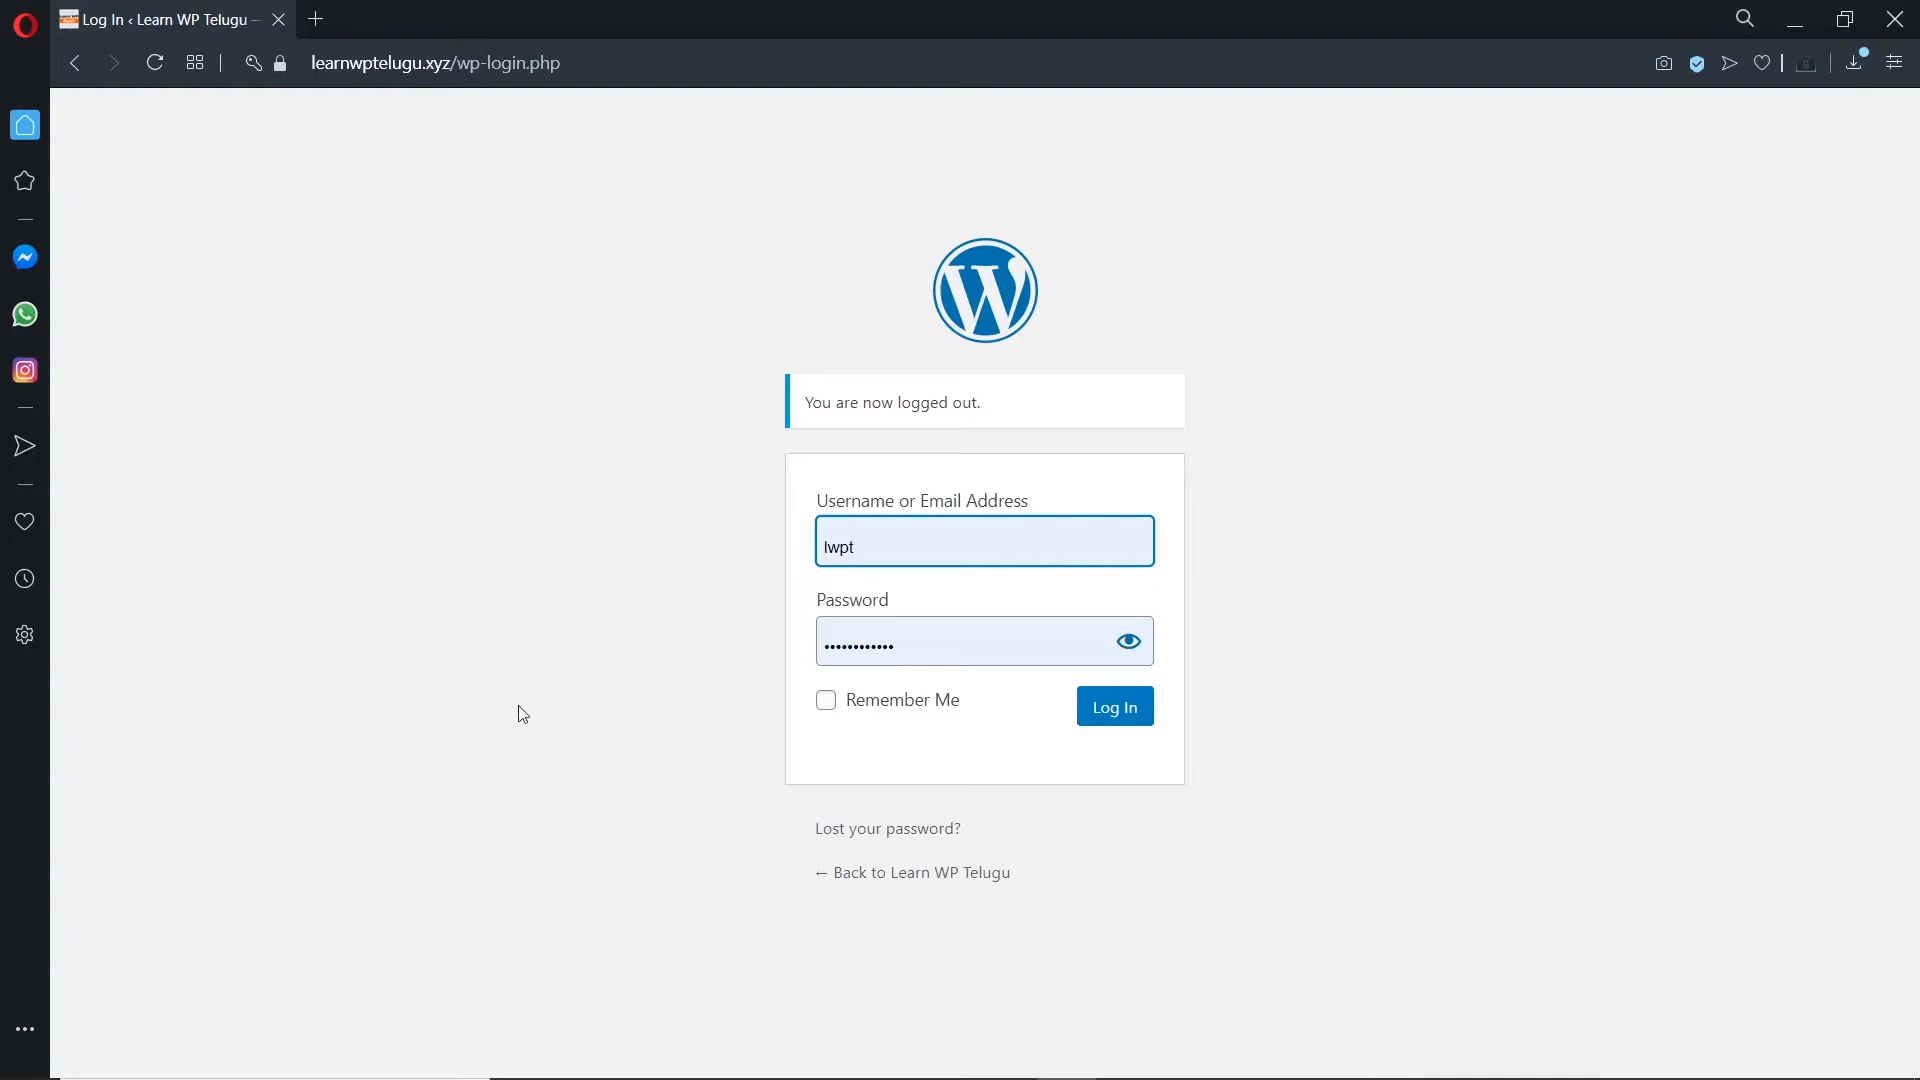 Log In ‹ Learn WP Telugu –
learnwptelugu.xyz/wp-login.php
You are now logged out.
Username or Email Address
lwpt
Password
••••••••••••
Remember Me
Log In
Lost your password?
← Back to Learn WP Telugu